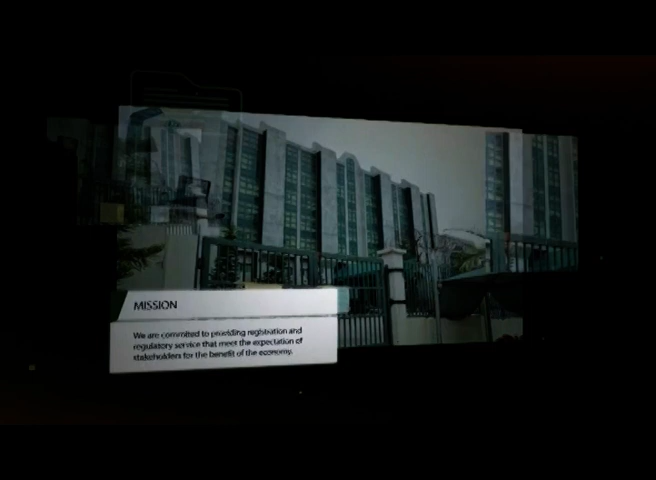 MISSION
We are committed to providing registration and
regulatory service that meet the expectation of
stakeholders for the benefit of the economy.